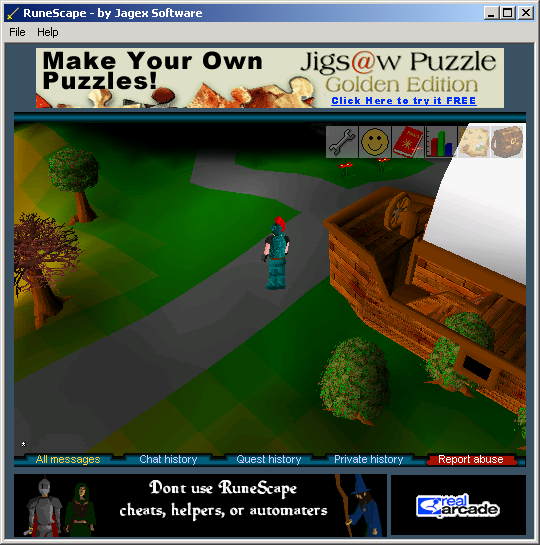 RuneScape - by Jagex Software
File Help
Make Your Own
Puzzles!
Jigs@w Puzzle
Golden Edition
Click Here to try it FREE
*
All messages Chat history Quest history Private history Report abuse
Dont use RuneScape
cheats, helpers, or automaters
real
arcade